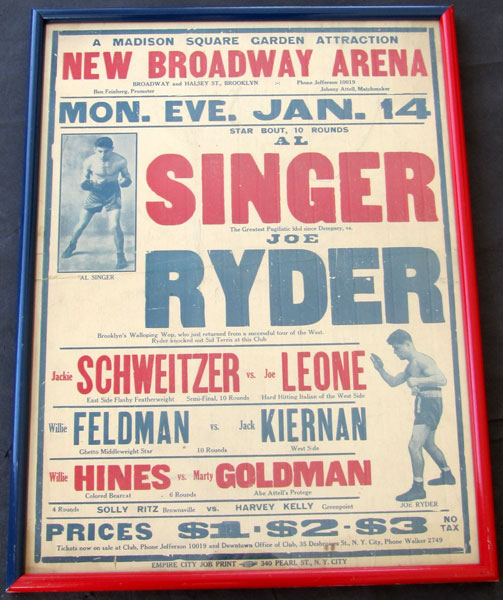 A MADISON SQUARE GARDEN ATTRACTION
NEW BROADWAY ARENA
BROADWAY and HALSEY ST., BROOKLYN -- Phone Jefferson 10019
Ben Feinberg, Promoter Johnny Attell, Matchmaker
MON. EVE. JAN. 14
STAR BOUT, 10 ROUNDS
AL
SINGER
The Greatest Pugilistic Idol since Dempsey, vs.
"AL SINGER
JOE
RYDER
Brooklyn's Walloping Wop, who just returned from a successful tour of the West.
Ryder knocked out Sid Terris at this Club
Jackie SCHWEITZER vs. Joe LEONE
East Side Flashy Featherweight Semi-Final, 10 Rounds Hard Hitting Italian of the West Side
Willie FELDMAN vs. Jack KIERNAN
Ghetto Middleweight Star 10 Rounds West Side
Willie HINES vs. Marty GOLDMAN
Colored Bearcat 6 Rounds Abe Attell's Protege
JOE RYDER
4 Rounds SOLLY RITZ Brownsville vs. HARVEY KELLY Greenpoint
PRICES $1-$2-$3 NO TAX
Tickets now on sale at Club, Phone Jefferson 10019 and Downtown Office of Club, 35 Desbrosses St., N. Y. City, Phone Walker 2749
EMPIRE CITY JOB PRINT 340 PEARL ST., N. Y. CITY